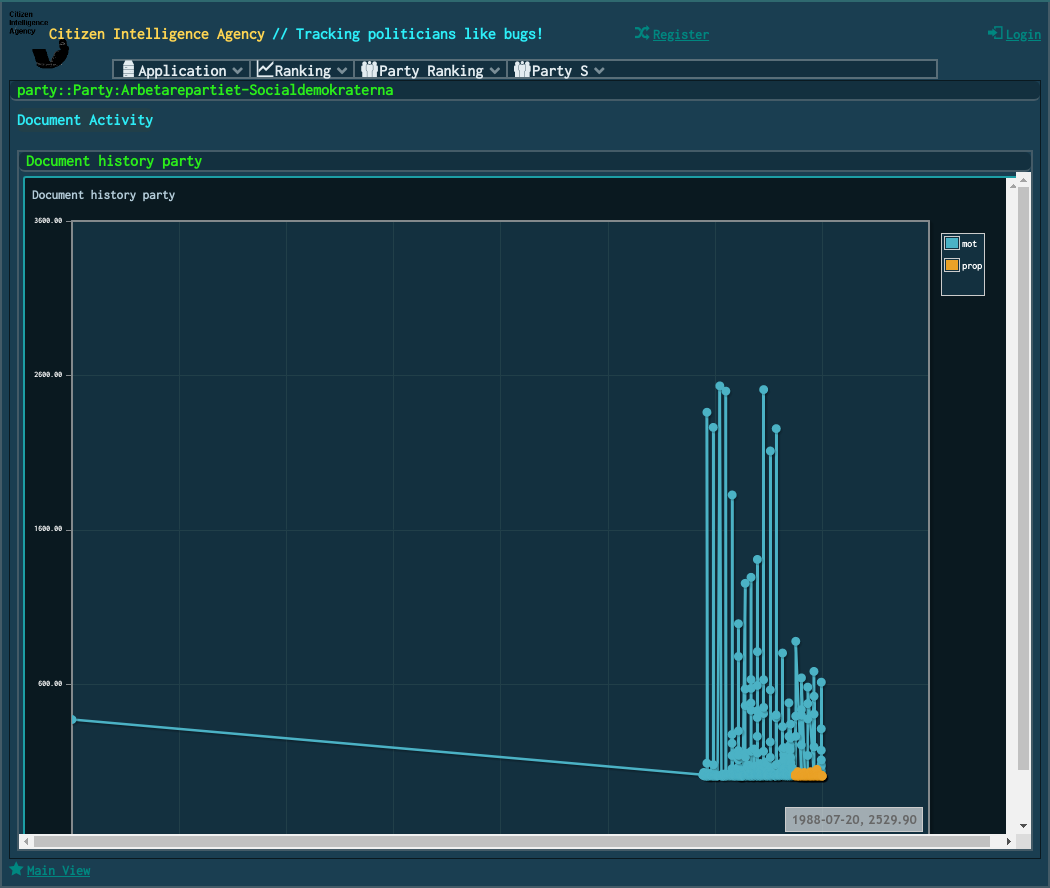 Citizen
Intelligence
Agency
Citizen Intelligence Agency // Tracking politicians like bugs!
Register
Login
Application
Ranking
Party Ranking
Party S
party::Party:Arbetarepartiet-Socialdemokraterna
Document Activity
Document history party
Document history party
3600.00
2600.00
1600.00
600.00
mot
prop
1988-07-20, 2529.90
Main View